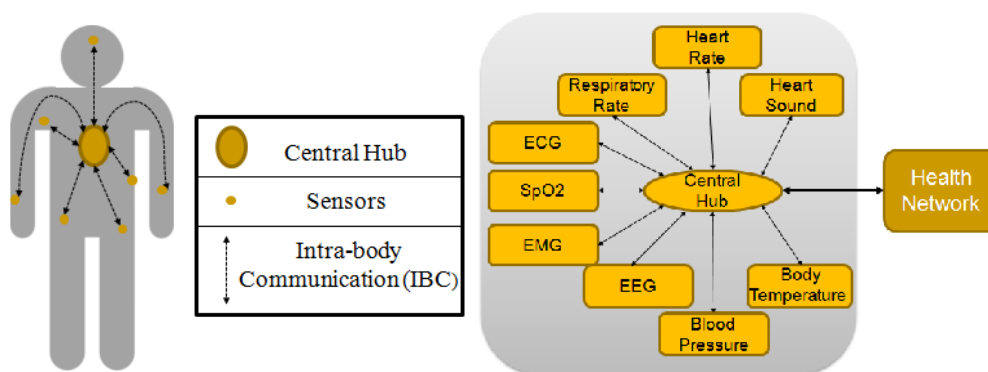 Central Hub
Sensors
Intra-body
Communication (IBC)
Heart
Rate
Respiratory
Rate
Heart
Sound
ECG
SpO2
Central
Hub
Health
Network
EMG
EEG
Body
Temperature
Blood
Pressure